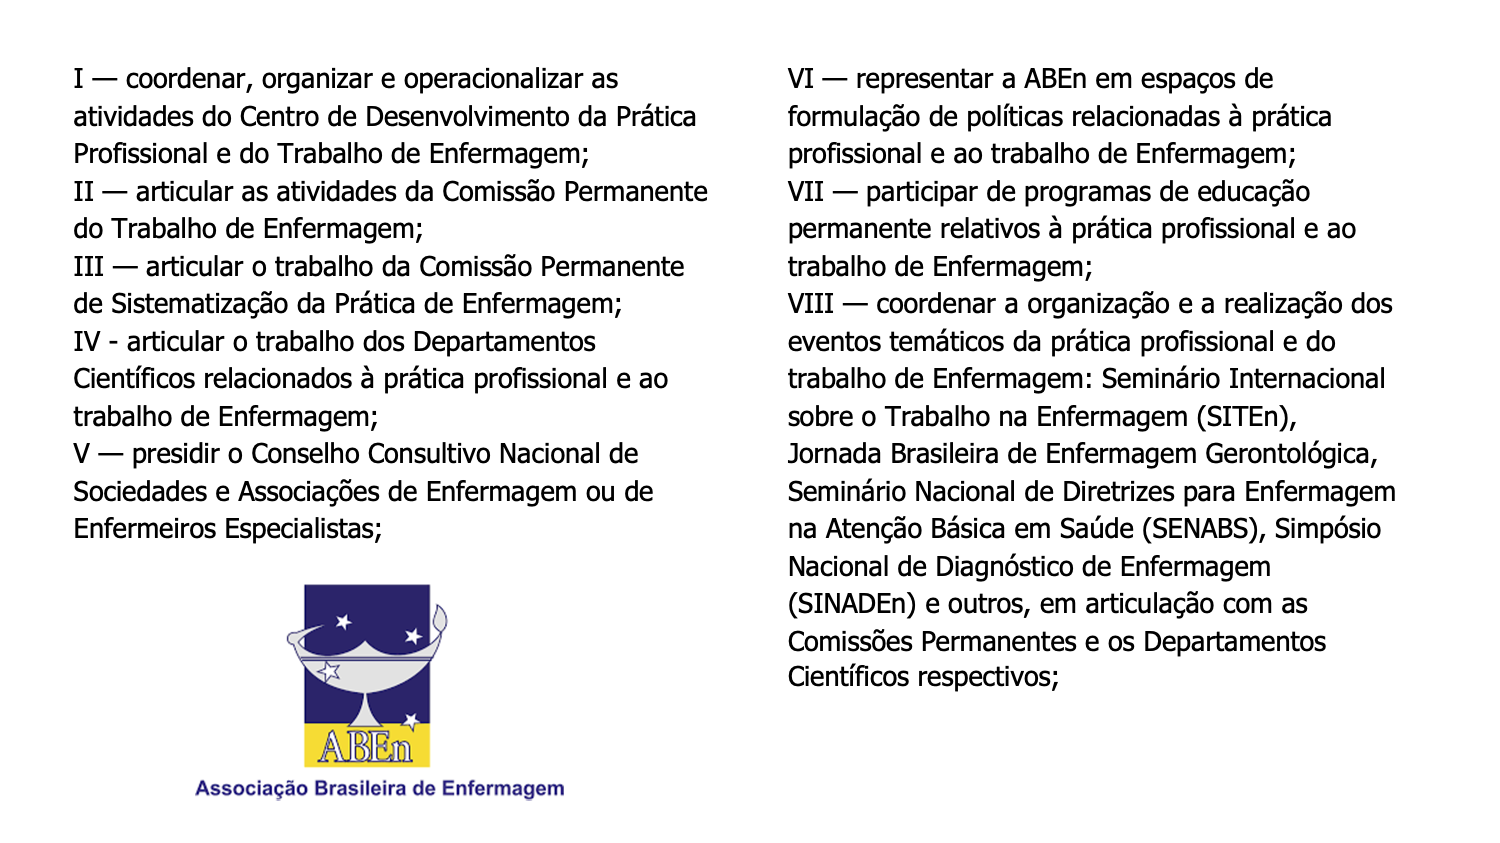 I — coordenar, organizar e operacionalizar as
atividades do Centro de Desenvolvimento da Prática
Profissional e do Trabalho de Enfermagem;
II — articular as atividades da Comissão Permanente
do Trabalho de Enfermagem;
III — articular o trabalho da Comissão Permanente
de Sistematização da Prática de Enfermagem;
IV - articular o trabalho dos Departamentos
Científicos relacionados à prática profissional e ao
trabalho de Enfermagem;
V — presidir o Conselho Consultivo Nacional de
Sociedades e Associações de Enfermagem ou de
Enfermeiros Especialistas;
ABEn
Associação Brasileira de Enfermagem
VI — representar a ABEn em espaços de
formulação de políticas relacionadas à prática
profissional e ao trabalho de Enfermagem;
VII — participar de programas de educação
permanente relativos à prática profissional e ao
trabalho de Enfermagem;
VIII — coordenar a organização e a realização dos
eventos temáticos da prática profissional e do
trabalho de Enfermagem: Seminário Internacional
sobre o Trabalho na Enfermagem (SITEn),
Jornada Brasileira de Enfermagem Gerontológica,
Seminário Nacional de Diretrizes para Enfermagem
na Atenção Básica em Saúde (SENABS), Simpósio
Nacional de Diagnóstico de Enfermagem
(SINADEn) e outros, em articulação com as
Comissões Permanentes e os Departamentos
Científicos respectivos;